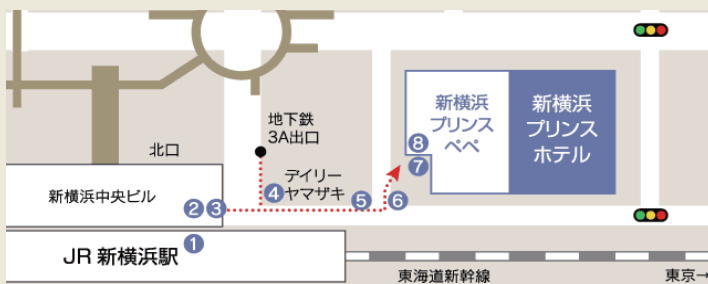 地下鉄
3A出口
北口
新横浜
プリンス
ペペ
新横浜
プリンス
ホテル
8
7
デイリー
ヤマザキ
4
5
6
新横浜中央ビル
2
3
1
JR 新横浜駅
東海道新幹線
東京→